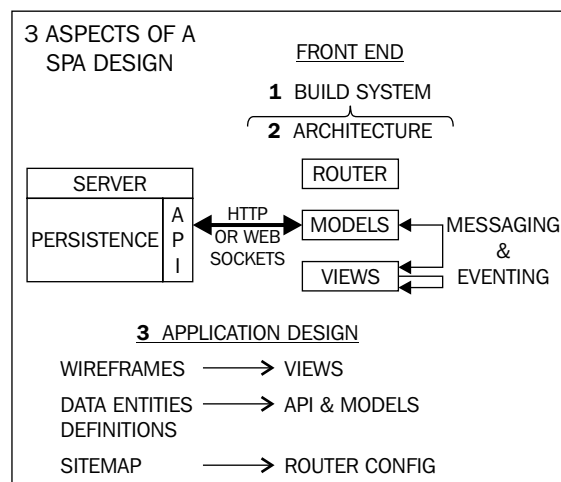 3 ASPECTS OF A
SPA DESIGN
FRONT END
1 BUILD SYSTEM
2 ARCHITECTURE
ROUTER
SERVER
PERSISTENCE
API
HTTP
OR WEB
SOCKETS
MODELS
VIEWS
MESSAGING
&
EVENTING
3 APPLICATION DESIGN
WIREFRAMES VIEWS
DATA ENTITIES API & MODELS
DEFINITIONS
SITEMAP ROUTER CONFIG